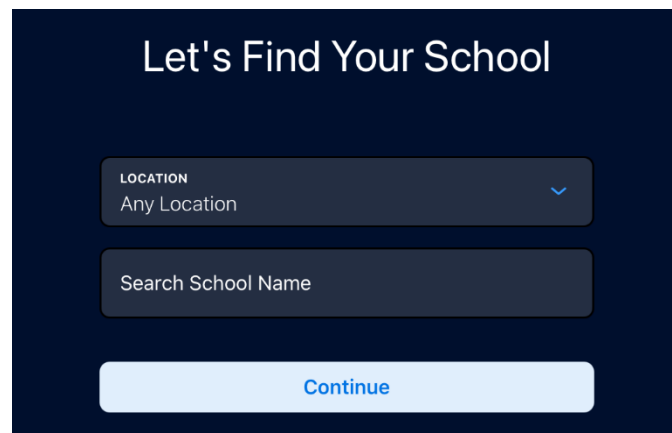 Let's Find Your School
LOCATION
Any Location
Search School Name
Continue